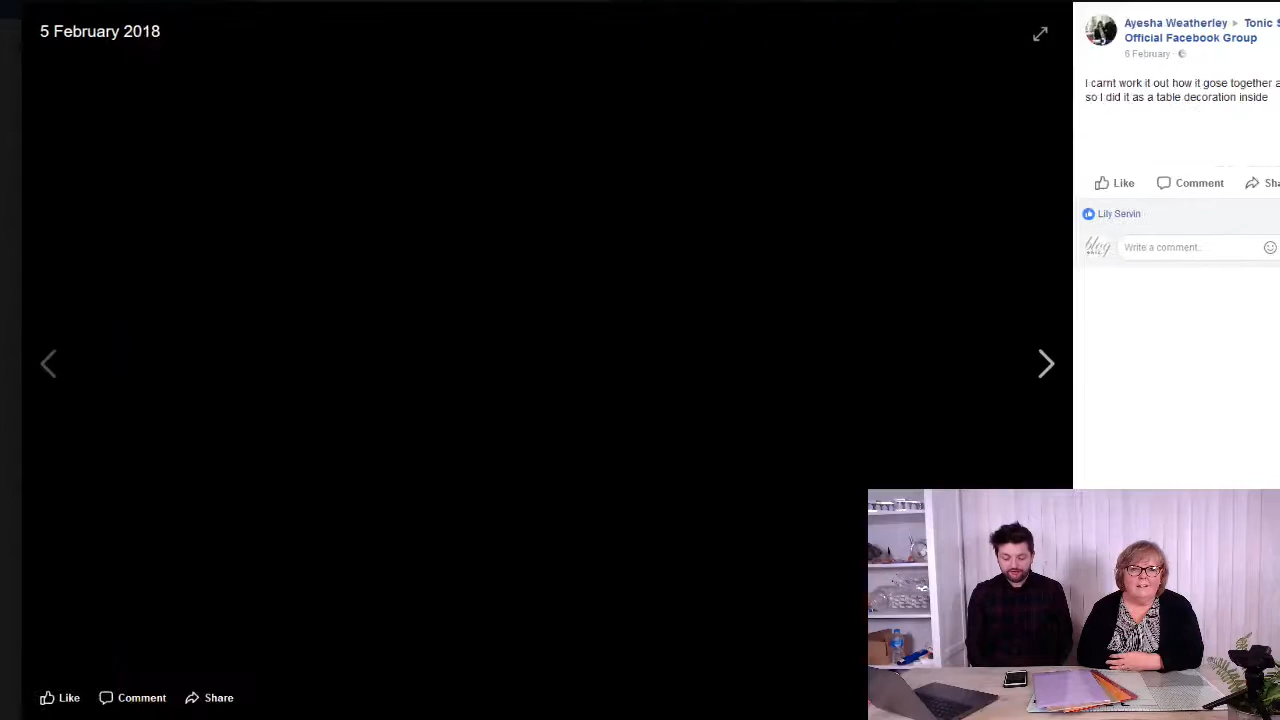 5 February 2018
Ayesha Weatherley ▸ Tonic S
Official Facebook Group
6 February
I carnt work it out how it gose together a
so I did it as a table decoration inside
Like Comment Sha
Lily Servin
blog
Write a comment..
Like Comment Share